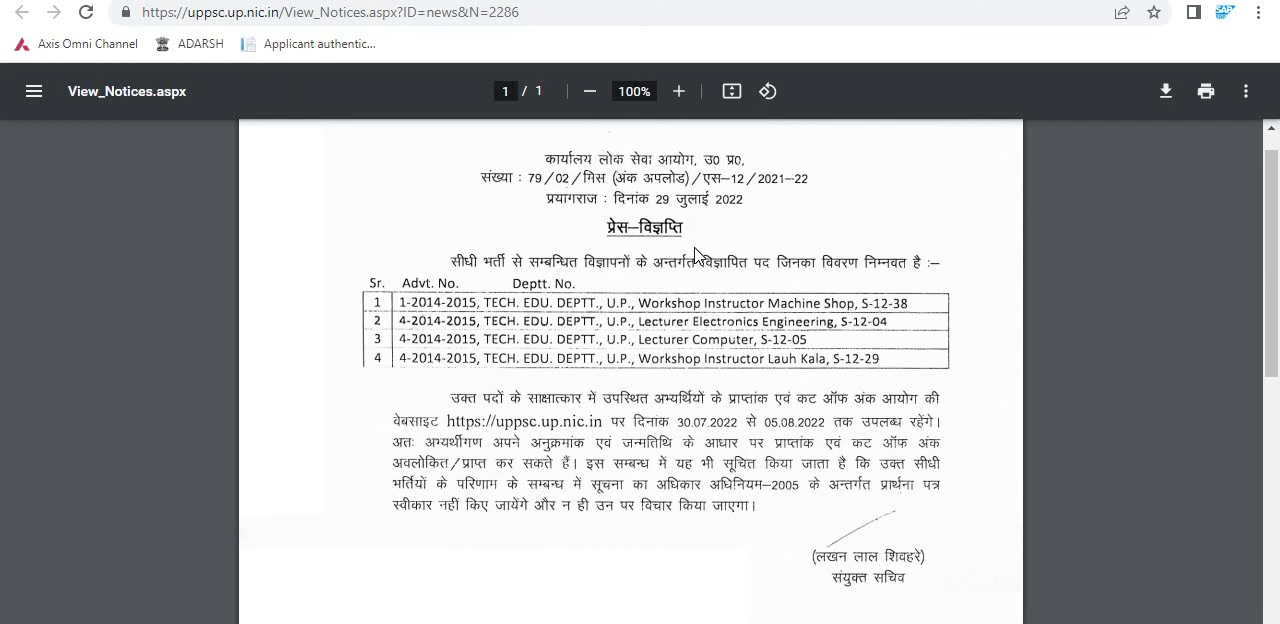 https://uppsc.up.nic.in/View_Notices.aspx?ID=news&N=2286
Axis Omni Channel ADARSH Applicant authentic...
View_Notices.aspx 1 / 1 100%
कार्यालय लोक सेवा आयोग, उ० प्र०,
संख्या : 79/02/गिस (अंक अपलोड)/एस–12/2021–22
प्रयागराज : दिनांक 29 जुलाई 2022
प्रेस–विज्ञप्ति
सीधी भर्ती से सम्बन्धित विज्ञापनों के अन्तर्गत विज्ञापित पद जिनका विवरण निम्नवत है :–
Sr. Advt. No. Deptt. No.
1 1-2014-2015, TECH. EDU. DEPTT., U.P., Workshop Instructor Machine Shop, S-12-38
2 4-2014-2015, TECH. EDU. DEPTT., U.P., Lecturer Electronics Engineering, S-12-04
3 4-2014-2015, TECH. EDU. DEPTT., U.P., Lecturer Computer, S-12-05
4 4-2014-2015, TECH. EDU. DEPTT., U.P., Workshop Instructor Lauh Kala, S-12-29
उक्त पदों के साक्षात्कार में उपस्थित अभ्यर्थियों के प्राप्तांक एवं कट ऑफ अंक आयोग की
वेबसाइट https://uppsc.up.nic.in पर दिनांक 30.07.2022 से 05.08.2022 तक उपलब्ध रहेंगे।
अतः अभ्यर्थीगण अपने अनुक्रमांक एवं जन्मतिथि के आधार पर प्राप्तांक एवं कट ऑफ अंक
अवलोकित/प्राप्त कर सकते हैं। इस सम्बन्ध में यह भी सूचित किया जाता है कि उक्त सीधी
भर्तियों के परिणाम के सम्बन्ध में सूचना का अधिकार अधिनियम–2005 के अन्तर्गत प्रार्थना पत्र
स्वीकार नहीं किए जायेंगे और न ही उन पर विचार किया जाएगा।
(लखन लाल शिवहरे)
संयुक्त सचिव